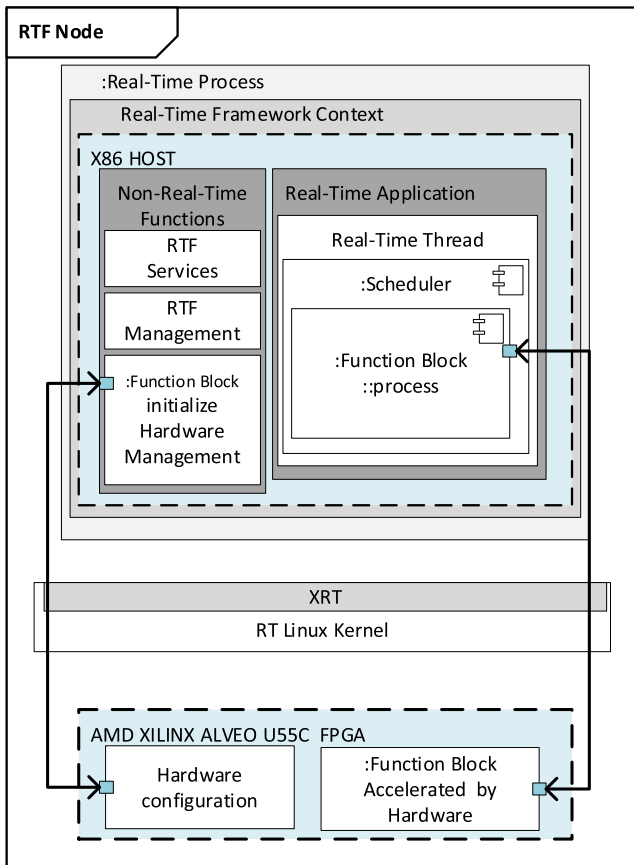 RTF Node
:Real-Time Process
Real-Time Framework Context
X86 HOST
Non-Real-Time
Functions
RTF
Services
RTF
Management
:Function Block
initialize
Hardware
Management
Real-Time Application
Real-Time Thread
:Scheduler
:Function Block
::process
XRT
RT Linux Kernel
AMD XILINX ALVEO U55C FPGA
Hardware
configuration
:Function Block
Accelerated by
Hardware